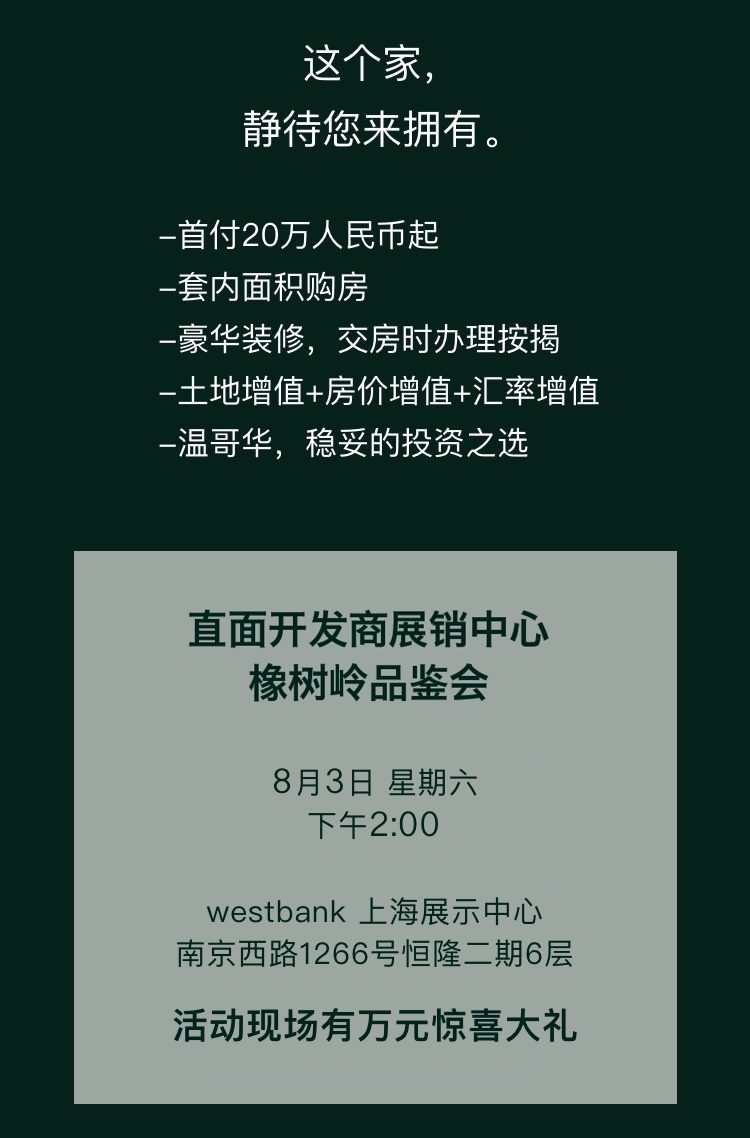 这个家，
静待您来拥有。
–首付20万人民币起
–套内面积购房
–豪华装修，交房时办理按揭
–土地增值+房价增值+汇率增值
–温哥华，稳妥的投资之选
直面开发商展销中心
橡树岭品鉴会
8月3日 星期六
下午2:00
westbank 上海展示中心
南京西路1266号恒隆二期6层
活动现场有万元惊喜大礼